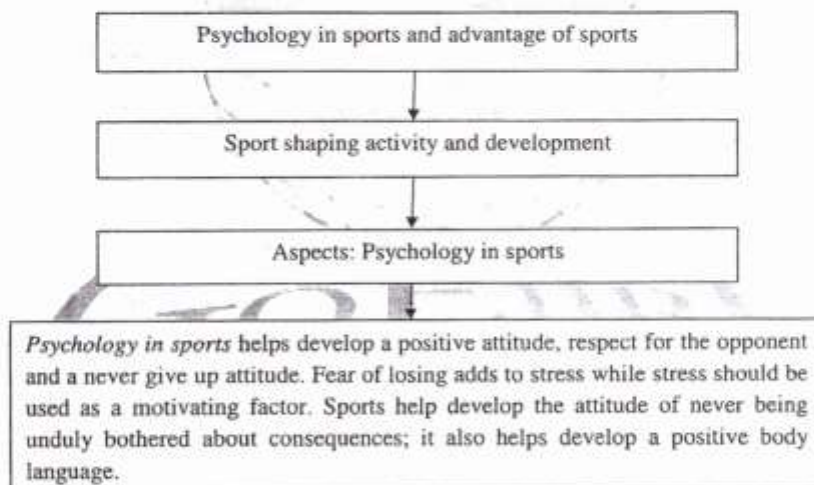 Psychology in sports and advantage of sports
Sport shaping activity and development
Aspects: Psychology in sports
Psychology in sports helps develop a positive attitude, respect for the opponent
and a never give up attitude. Fear of losing adds to stress while stress should be
used as a motivating factor. Sports help develop the attitude of never being
unduly bothered about consequences; it also helps develop a positive body
language.